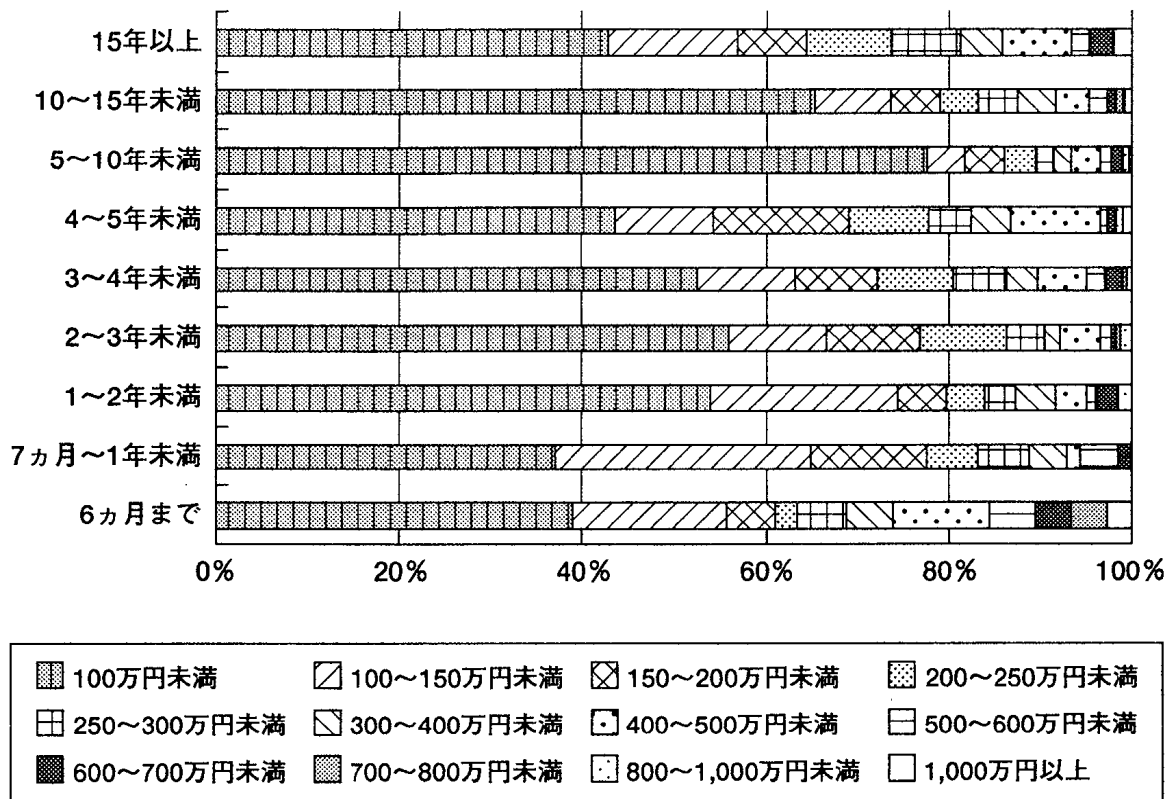 15年以上
10～15年未満
5～10年未満
4～5年未満
3～4年未満
2～3年未満
1～2年未満
7ヵ月～1年未満
6ヵ月まで
0% 20% 40% 60% 80% 100%
100万円未満 100～150万円未満 150～200万円未満 200～250万円未満
250～300万円未満 300～400万円未満 400～500万円未満 500～600万円未満
600～700万円未満 700～800万円未満 800～1,000万円未満 1,000万円以上